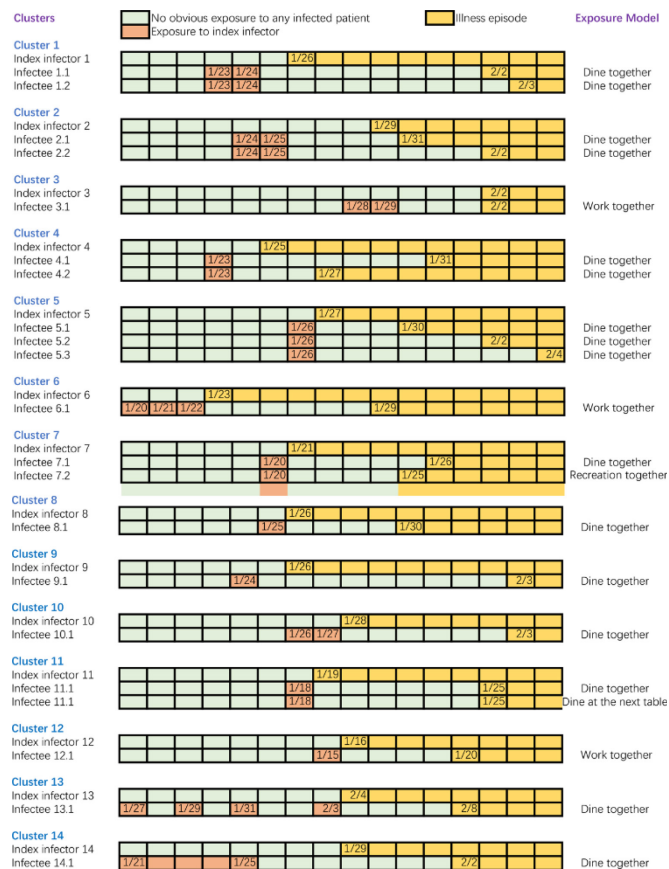 Clusters No obvious exposure to any infected patient Illness episode Exposure Model
Exposure to index infector
Cluster 1
Index infector 1 1/26
Infectee 1.1 1/23 1/24 2/2 Dine together
Infectee 1.2 1/23 1/24 2/3 Dine together
Cluster 2
Index infector 2 1/29
Infectee 2.1 1/24 1/25 1/31 Dine together
Infectee 2.2 1/24 1/25 2/2 Dine together
Cluster 3
Index infector 3 2/2
Infectee 3.1 1/28 1/29 2/2 Work together
Cluster 4
Index infector 4 1/25
Infectee 4.1 1/23 1/31 Dine together
Infectee 4.2 1/23 1/27 Dine together
Cluster 5
Index infector 5 1/27
Infectee 5.1 1/26 1/30 Dine together
Infectee 5.2 1/26 2/2 Dine together
Infectee 5.3 1/26 2/4 Dine together
Cluster 6
Index infector 6 1/23
Infectee 6.1 1/20 1/21 1/22 1/29 Work together
Cluster 7
Index infector 7 1/21
Infectee 7.1 1/20 1/26 Dine together
Infectee 7.2 1/20 1/25 Recreation together
Cluster 8
Index infector 8 1/26
Infectee 8.1 1/25 1/30 Dine together
Cluster 9
Index infector 9 1/26
Infectee 9.1 1/24 2/3 Dine together
Cluster 10
Index infector 10 1/28
Infectee 10.1 1/26 1/27 2/3 Dine together
Cluster 11
Index infector 11 1/19
Infectee 11.1 1/18 1/25 Dine together
Infectee 11.1 1/18 1/25 Dine at the next table
Cluster 12
Index infector 12 1/16
Infectee 12.1 1/15 1/20 Work together
Cluster 13
Index infector 13 2/4
Infectee 13.1 1/27 1/29 1/31 2/3 2/8 Dine together
Cluster 14
Index infector 14 1/29
Infectee 14.1 1/21 1/25 2/2 Dine together